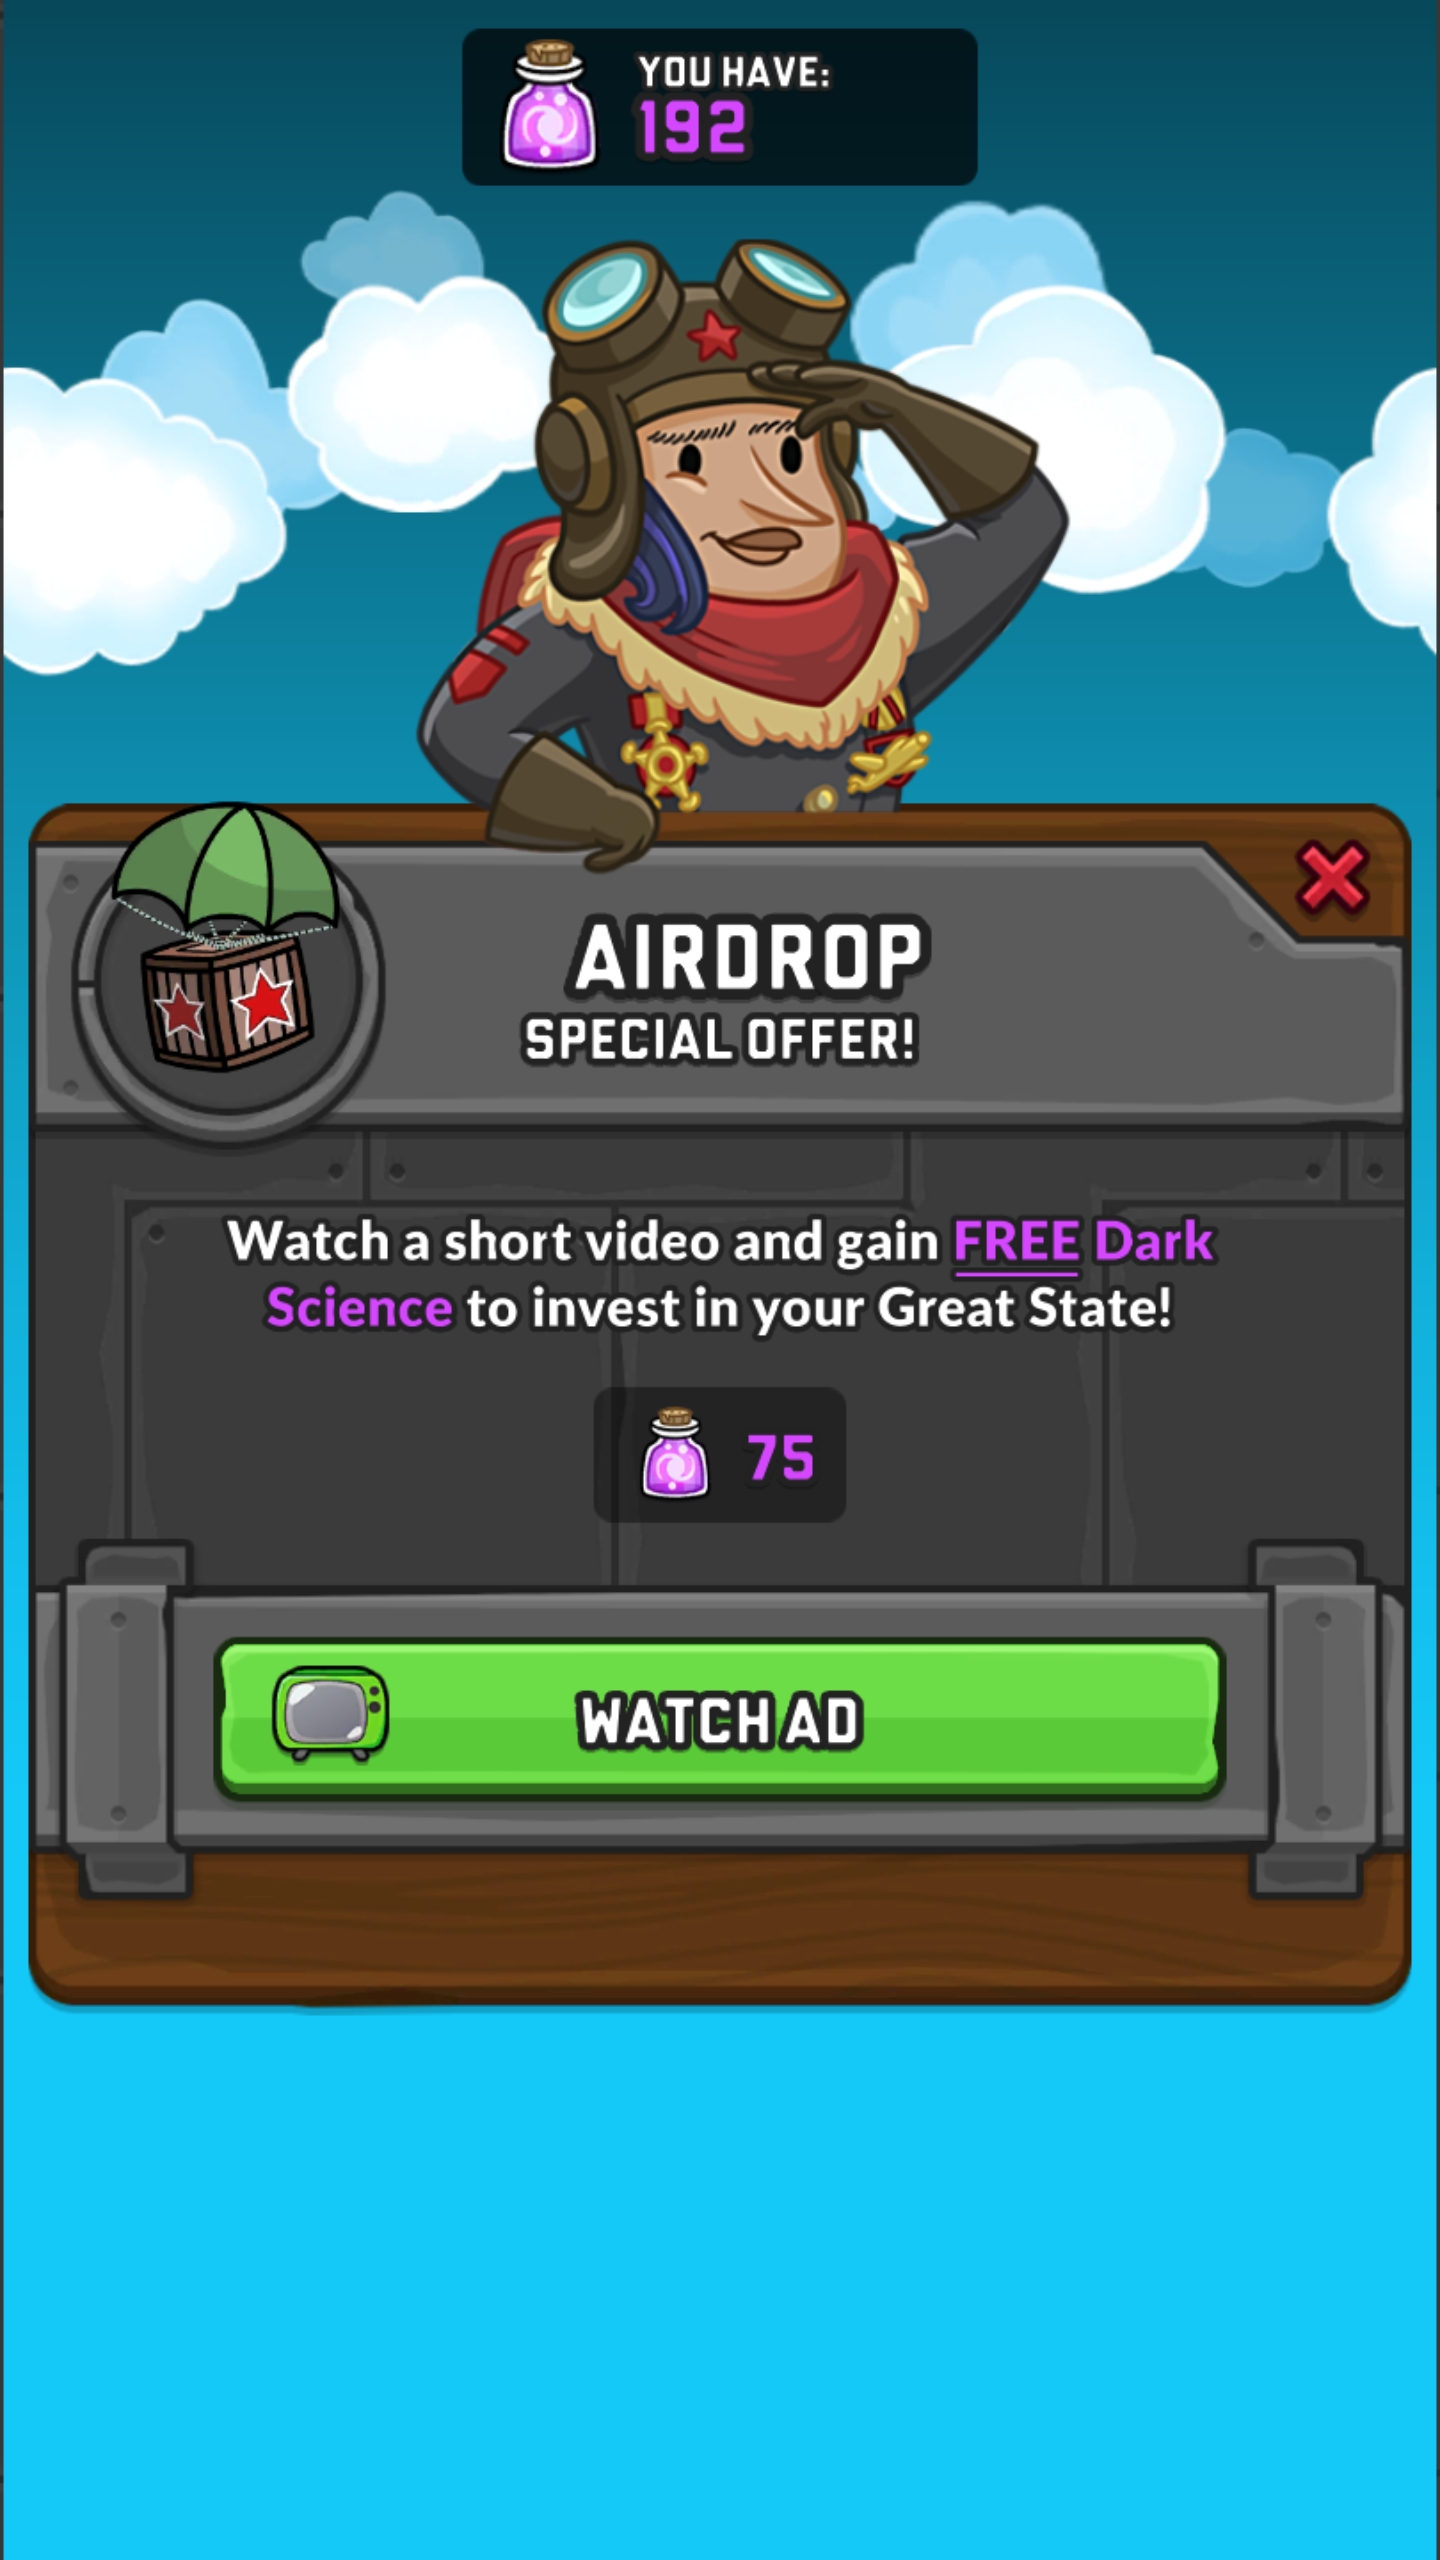 YOU HAVE:
192
AIRDROP
SPECIAL OFFER!
Watch a short video and gain FREE Dark
Science to invest in your Great State!
75
WATCH AD